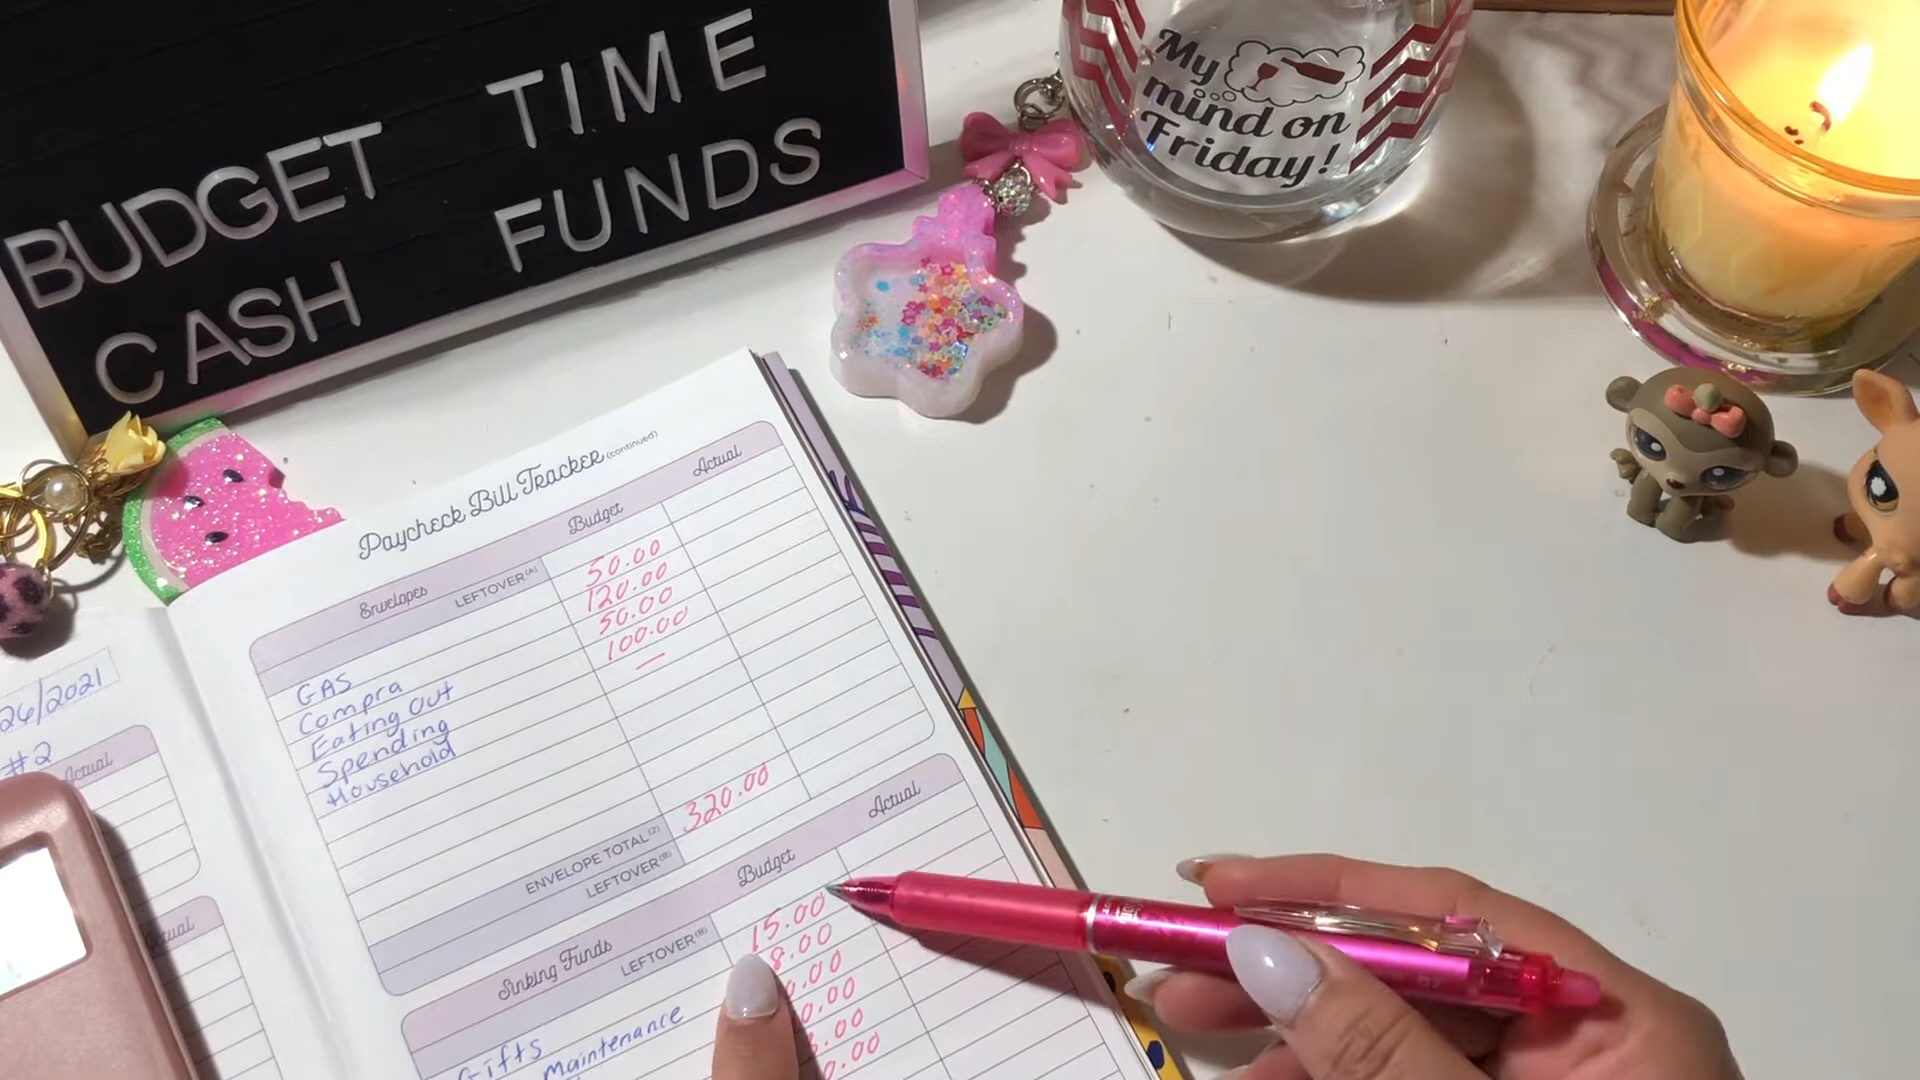 BUDGET TIME
CASH FUNDS
My
mind on
Friday!
26/2021
#2
Actual
Paycheck Bill Tracker (continued)
Envelopes Budget Actual
LEFTOVER (A)
GAS 50.00
Compra 120.00
Eating out 50.00
Spending 100.00
Household —
ENVELOPE TOTAL (2) 320.00
LEFTOVER (B)
Sinking Funds Budget Actual
LEFTOVER (B)
Gifts 15.00
maintenance 8.00